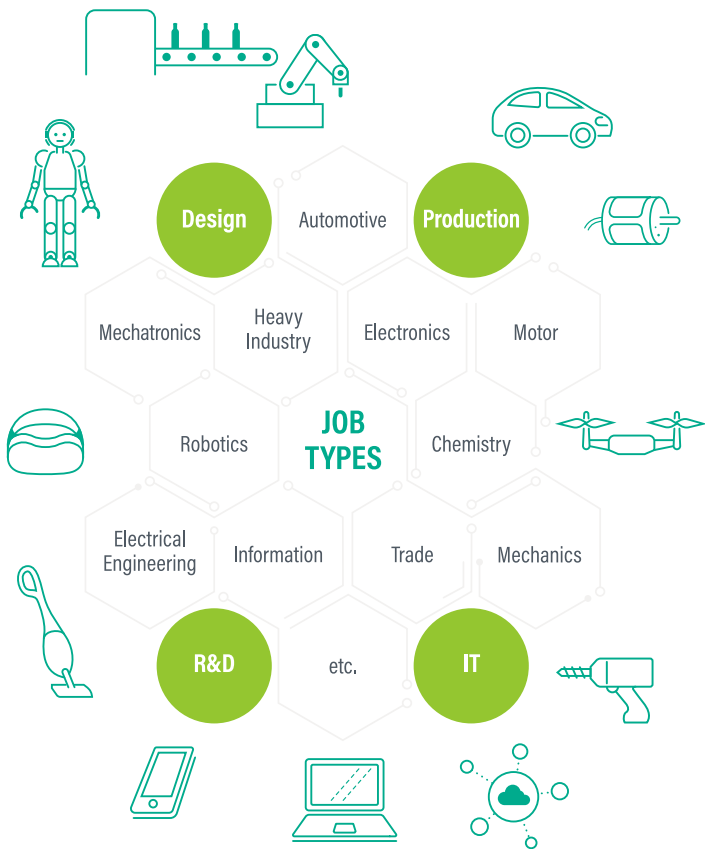 Design
Automotive
Production
Mechatronics
Heavy
Industry
Electronics
Motor
Robotics
JOB
TYPES
Chemistry
Electrical
Engineering
Information
Trade
Mechanics
R&D
etc.
IT